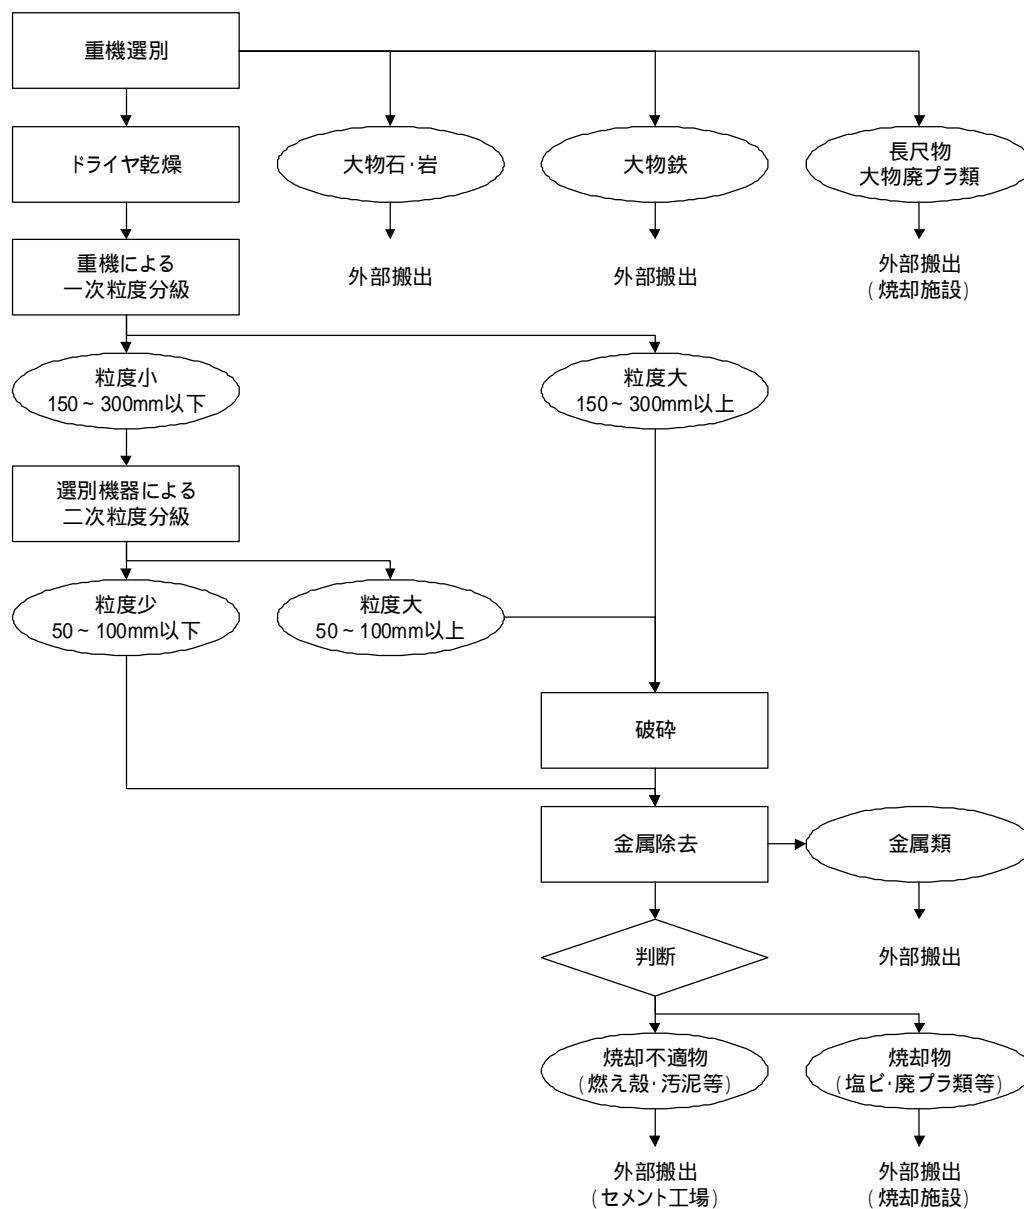 重機選別
ドライヤ乾燥
大物石･岩
大物鉄
長尺物
大物廃プラ類
重機による
一次粒度分級
外部搬出
外部搬出
外部搬出
(焼却施設)
粒度小
150～300mm以下
粒度大
150～300mm以上
選別機器による
二次粒度分級
粒度少
50～100mm以下
粒度大
50～100mm以上
破砕
金属除去
金属類
判断
外部搬出
焼却不適物
(燃え殻･汚泥等)
焼却物
(塩ビ･廃プラ類等)
外部搬出
(セメント工場)
外部搬出
(焼却施設)